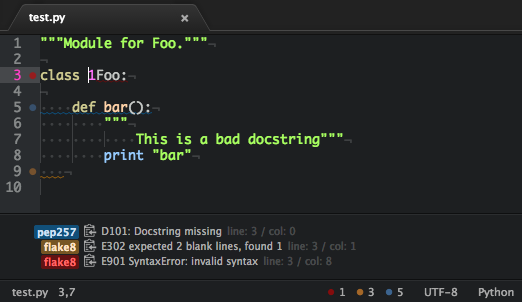 test.py ×
1 """Module for Foo."""¬
2 ¬
3 class 1Foo:¬
4 ¬
5 ····def bar():¬
6 ········"""¬
7 ············This is a bad docstring"""¬
8 ········print "bar"¬
9 ····¬
10
pep257 D101: Docstring missing line: 3 / col: 0
flake8 E302 expected 2 blank lines, found 1 line: 3 / col: 1
flake8 E901 SyntaxError: invalid syntax line: 3 / col: 8
test.py 3,7 1 3 5 UTF-8 Python